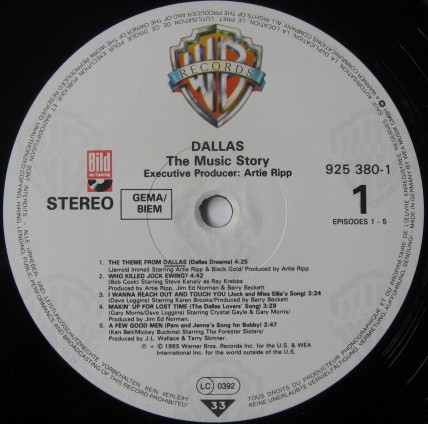 WB
RECORDS
DALLAS
The Music Story
Executive Producer: Artie Ripp
Bild
am Sonntag
STEREO
GEMA/
BIEM
925 380-1
1
EPISODES 1 - 5
1. THE THEME FROM DALLAS (Dallas Dreams) 4:25
(Jerrold Immel) Starring Artie Ripp & Black Gold/ Produced by Artie Ripp
2. WHO KILLED JOCK EWING? 4:42
(Bob Cook) Starring Steve Kanaly as Ray Krebbs
Produced by Artie Ripp, Jim Ed Norman & Barry Beckett
3. I WANNA REACH OUT AND TOUCH YOU (Jock and Miss Ellie's Song) 3:24
(Dave Loggins) Starring Karen Brooks/ Produced by Barry Beckett
4. MAKIN' UP FOR LOST TIME (The Dallas Lovers' Song) 3:29
(Gary Morris/Dave Loggins) Starring Crystal Gayle & Gary Morris/
Produced by Jim Ed Norman.
5. A FEW GOOD MEN (Pam and Jenna's Song for Bobby) 2:47
(Ken Bell/Mickey Buckins) Starring The Forester Sisters/
Produced by J.L. Wallace & Terry Skinner.
℗ + © 1985 Warner Bros. Records Inc. for the U.S. & WEA
International Inc. for the world outside of the U.S.
LC 0392
33